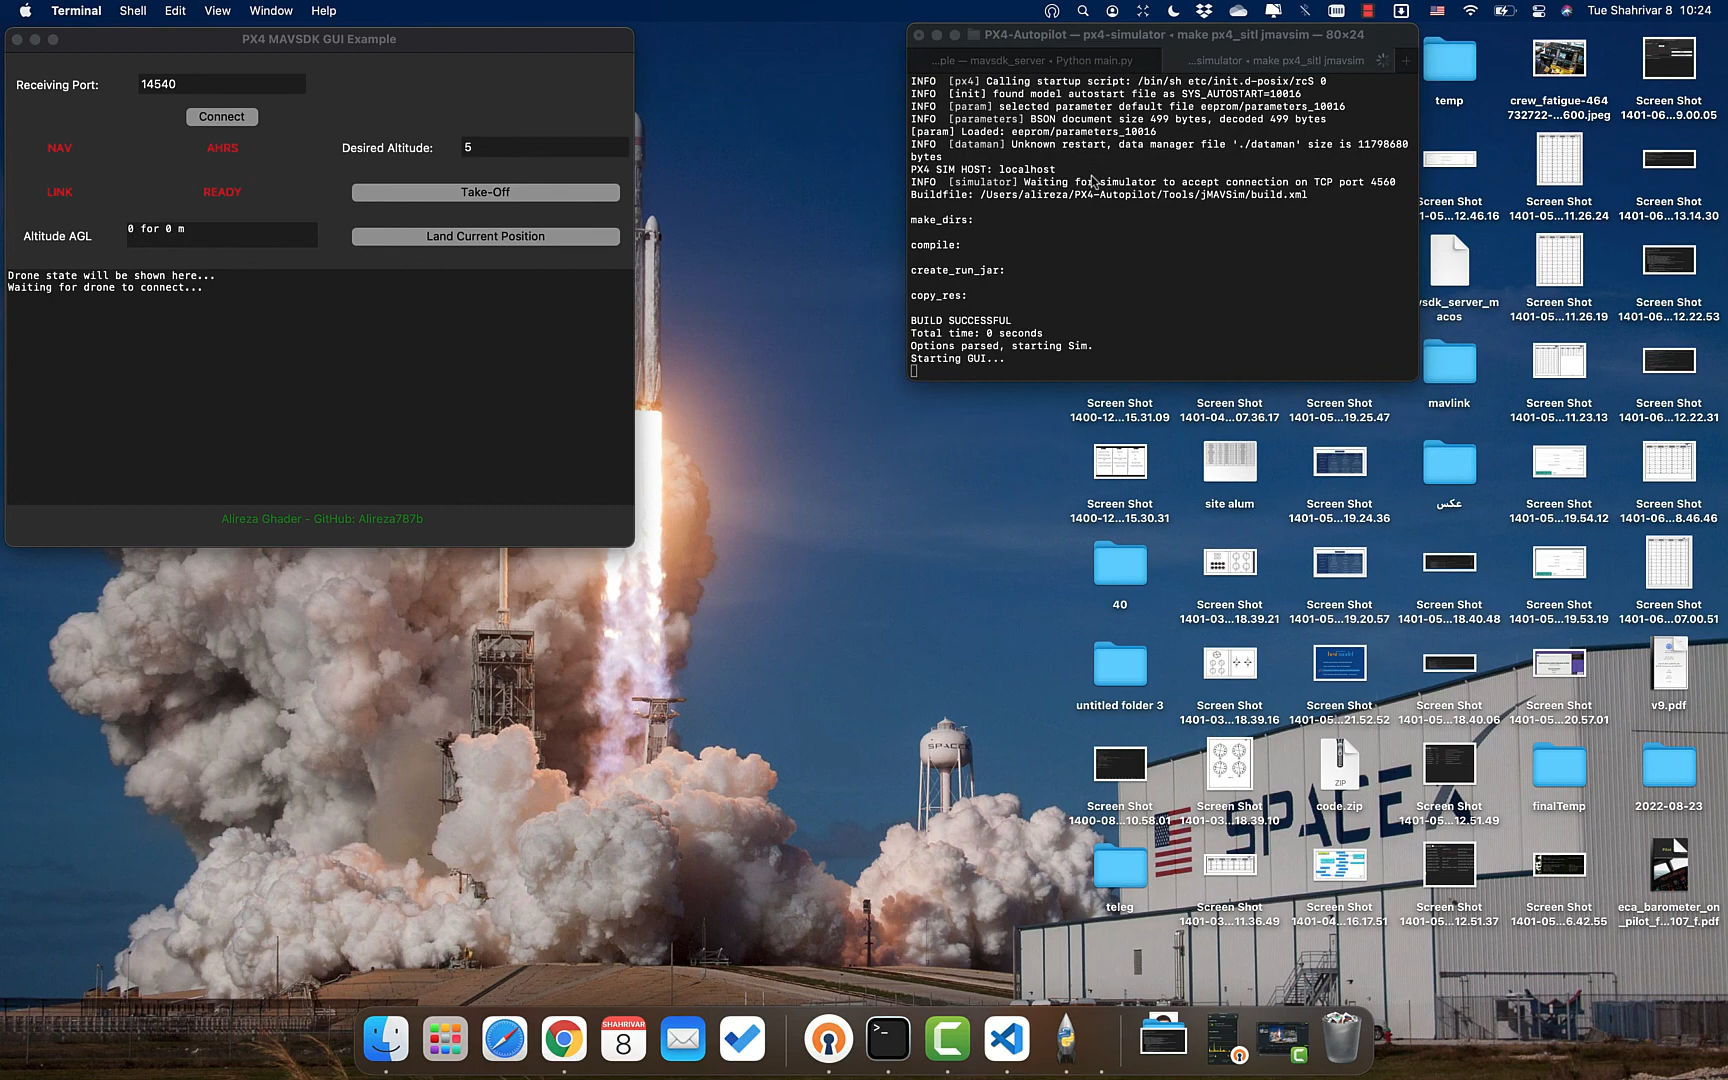 Terminal Shell Edit View Window Help
Tue Shahrivar 8 10:24
PX4 MAVSDK GUI Example
Receiving Port: 14540
Connect
NAV AHRS Desired Altitude: 5
LINK READY Take-Off
Altitude AGL 0 for 0 m Land Current Position
Drone state will be shown here...
Waiting for drone to connect...
Alireza Ghader - GitHub: Alireza787b
PX4-Autopilot — px4-simulator • make px4_sitl jmavsim — 80×24
...ple — mavsdk_server • Python main.py ...simulator • make px4_sitl jmavsim
INFO [px4] Calling startup script: /bin/sh etc/init.d-posix/rcS 0
INFO [init] found model autostart file as SYS_AUTOSTART=10016
INFO [param] selected parameter default file eeprom/parameters_10016
INFO [parameters] BSON document size 499 bytes, decoded 499 bytes
[param] Loaded: eeprom/parameters_10016
INFO [dataman] Unknown restart, data manager file './dataman' size is 11798680
bytes
PX4 SIM HOST: localhost
INFO [simulator] Waiting for simulator to accept connection on TCP port 4560
Buildfile: /Users/alireza/PX4-Autopilot/Tools/jMAVSim/build.xml
make_dirs:
compile:
create_run_jar:
copy_res:
BUILD SUCCESSFUL
Total time: 0 seconds
Options parsed, starting Sim.
Starting GUI...
temp crew_fatigue-464 Screen Shot
732722-...600.jpeg 1401-06...9.00.05
Screen Shot Screen Shot Screen Shot
1-05...12.46.16 1401-05...11.26.24 1401-05...13.14.30
vsdk_server_m Screen Shot Screen Shot
acos 1401-05...11.26.19 1401-06...12.22.53
Screen Shot Screen Shot Screen Shot mavlink Screen Shot Screen Shot
1400-12...15.31.09 1401-04...07.36.17 1401-05...19.25.47 1401-05...11.23.13 1401-06...12.22.31
Screen Shot site alum Screen Shot عکس Screen Shot Screen Shot
1400-12...15.30.31 1401-05...19.24.36 1401-05...19.54.12 1401-06...8.46.46
40 Screen Shot Screen Shot Screen Shot Screen Shot Screen Shot
1401-03...18.39.21 1401-05...19.20.57 1401-05...18.40.48 1401-05...19.53.19 1401-06...07.00.51
untitled folder 3 Screen Shot Screen Shot Screen Shot Screen Shot v9.pdf
1401-03...18.39.16 1401-05...21.52.52 1401-05...18.40.06 1401-05...20.57.01
SPACEX
ZIP
Screen Shot Screen Shot code.zip Screen Shot finalTemp 2022-08-23
1400-08...10.58.01 1401-03...18.39.10 1401-05...12.51.49
teleg Screen Shot Screen Shot Screen Shot Screen Shot eca_barometer_on
1401-03...11.36.49 1401-04...16.17.51 1401-05...12.51.37 1401-05...6.42.55 _pilot_f...107_f.pdf
SHAHRIVAR
8